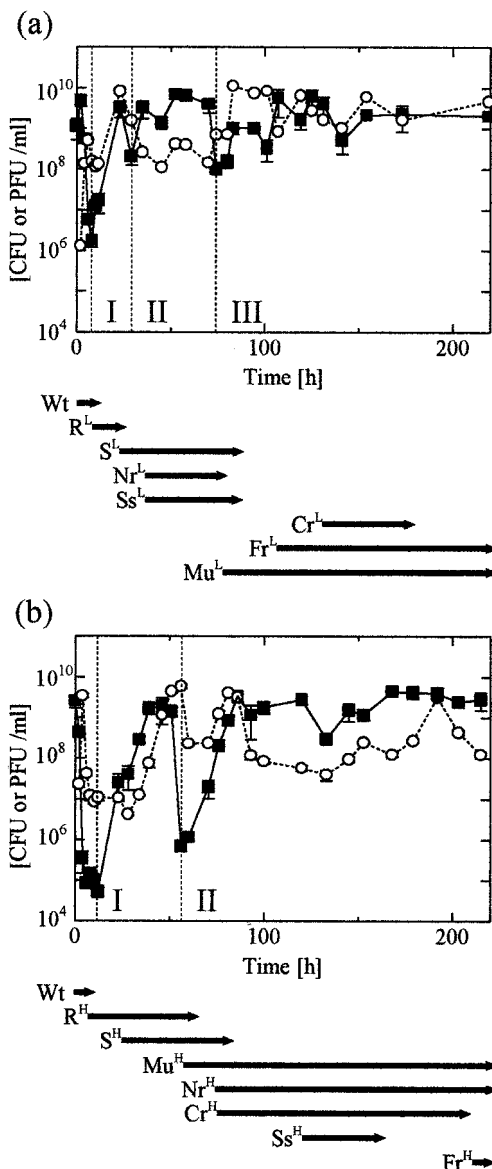 (a)
[CFU or PFU /ml]
10^10
10^8
10^6
10^4
I II III
0 100 200
Time [h]
Wt
R^L
S^L
Nr^L
Ss^L
Cr^L
Fr^L
Mu^L
(b)
[CFU or PFU /ml]
10^10
10^8
10^6
10^4
I II
0 100 200
Time [h]
Wt
R^H
S^H
Mu^H
Nr^H
Cr^H
Ss^H
Fr^H